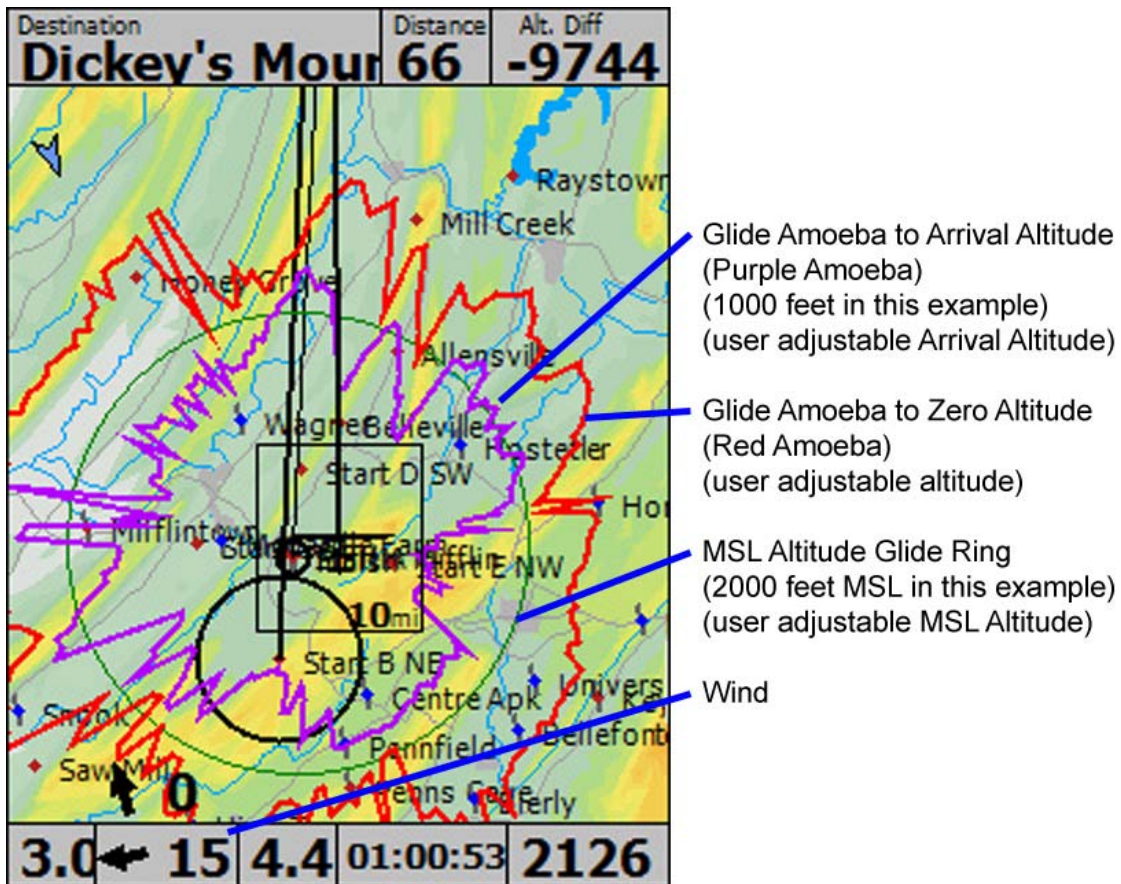 Destination
Distance
Alt. Diff
Dickey's Mour
66
-9744
Raystowr
Mill Creek
Honey Grove
Allensville
Wagner
Belleville
Hostetler
Start D SW
Hor
Mifflintown
Start E NW
10mi
Start B NE
Centre Apk
Univers
Snook
Pennfield
Bellefonte
Saw Mill
0
Penns Cave
3.0
15
4.4
01:00:53
2126
Glide Amoeba to Arrival Altitude
(Purple Amoeba)
(1000 feet in this example)
(user adjustable Arrival Altitude)
Glide Amoeba to Zero Altitude
(Red Amoeba)
(user adjustable altitude)
MSL Altitude Glide Ring
(2000 feet MSL in this example)
(user adjustable MSL Altitude)
Wind